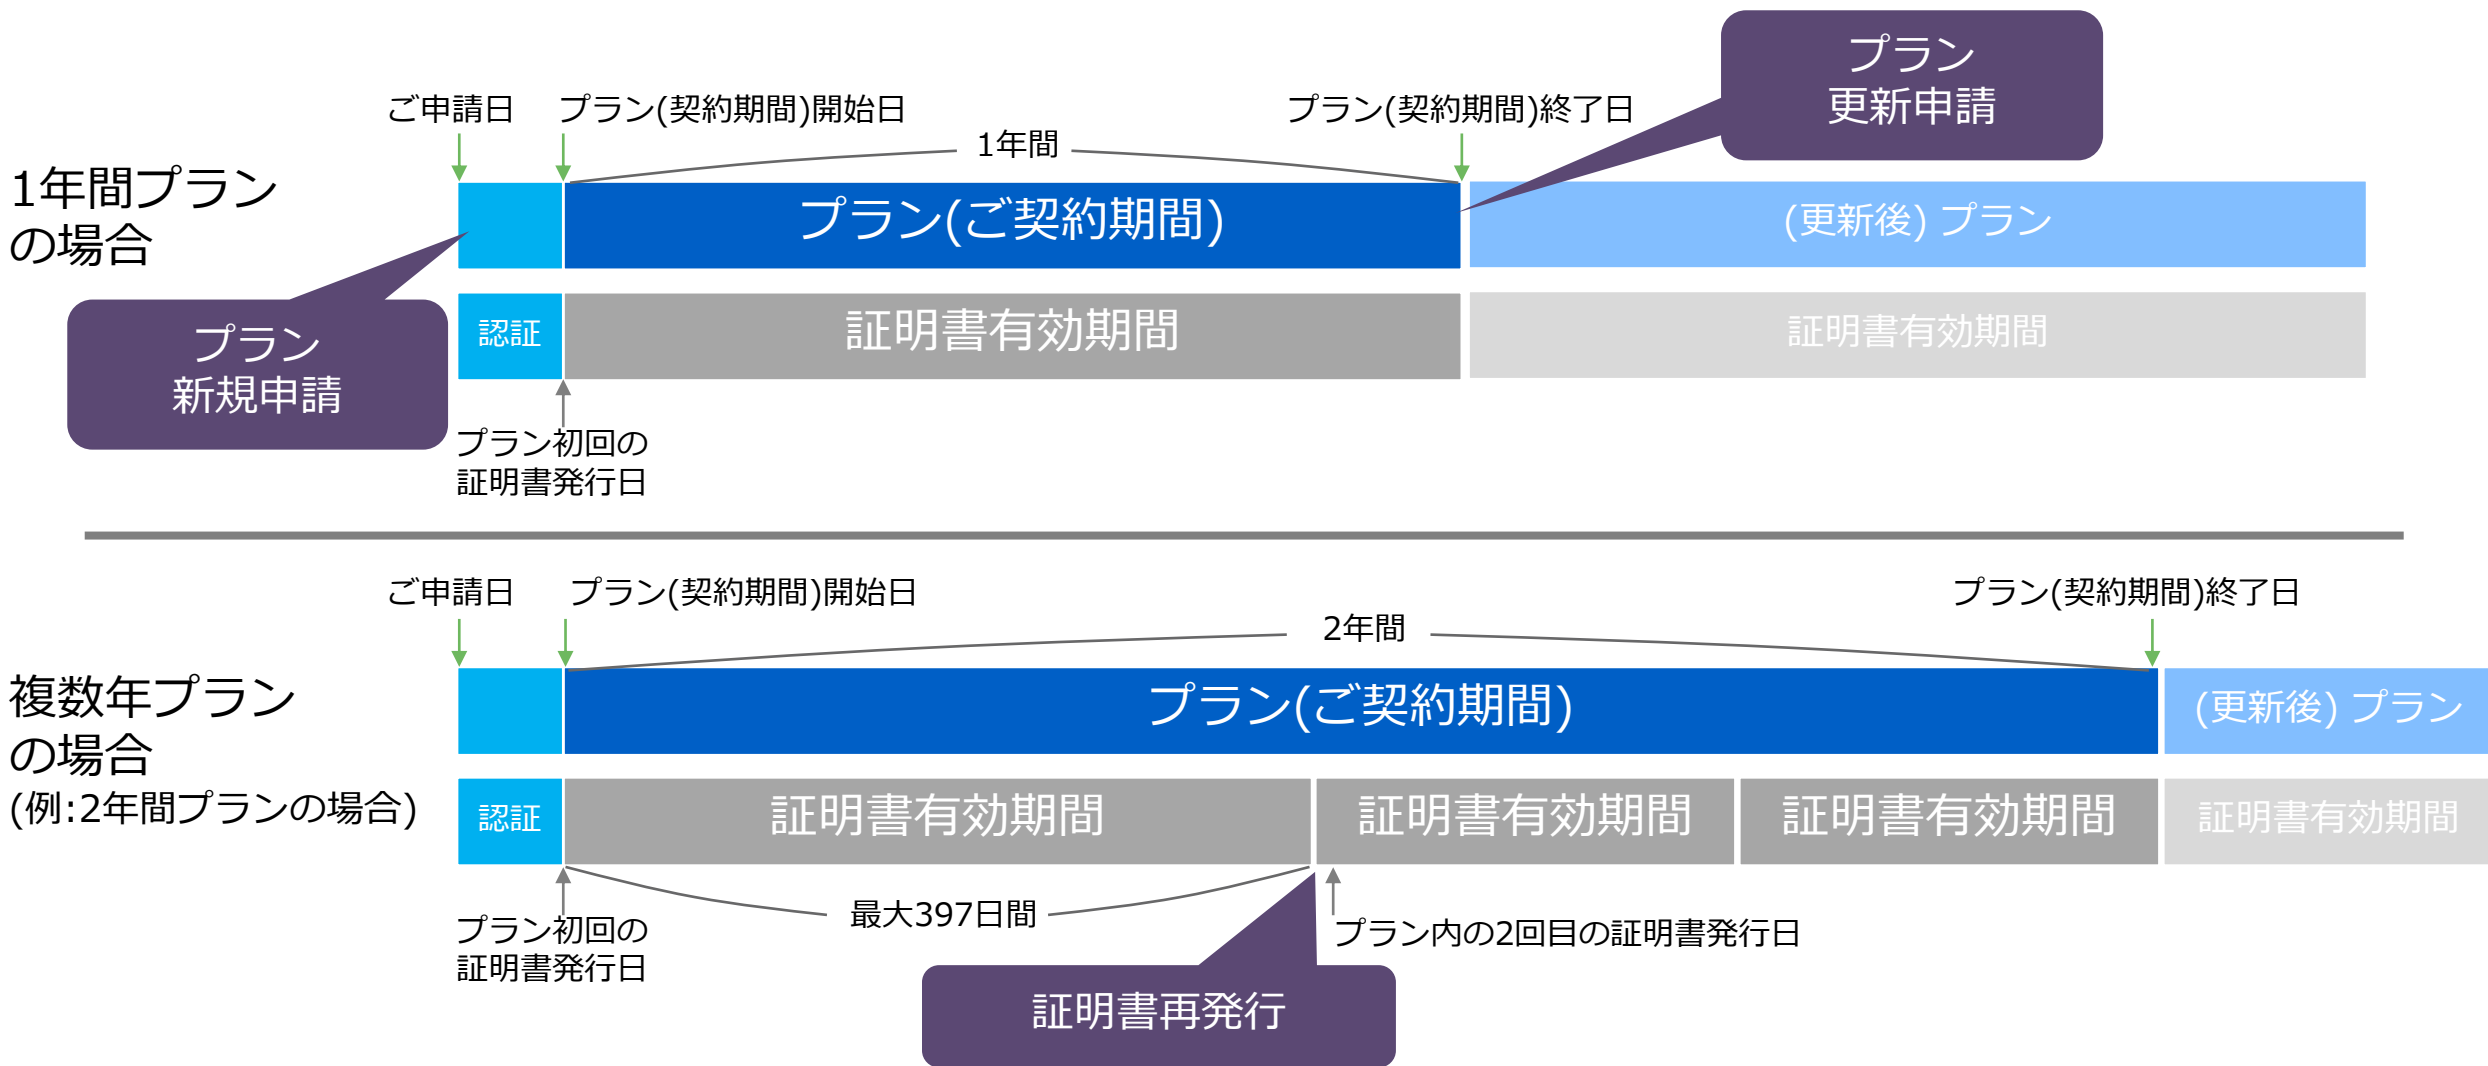 プラン
更新申請
ご申請日
プラン(契約期間)開始日
プラン(契約期間)終了日
1年間
1年間プラン
の場合
プラン(ご契約期間)
(更新後) プラン
認証
証明書有効期間
証明書有効期間
プラン
新規申請
プラン初回の
証明書発行日
ご申請日
プラン(契約期間)開始日
プラン(契約期間)終了日
2年間
複数年プラン
の場合
(例:2年間プランの場合)
プラン(ご契約期間)
(更新後) プラン
認証
証明書有効期間
証明書有効期間
証明書有効期間
証明書有効期間
プラン初回の
証明書発行日
最大397日間
プラン内の2回目の証明書発行日
証明書再発行